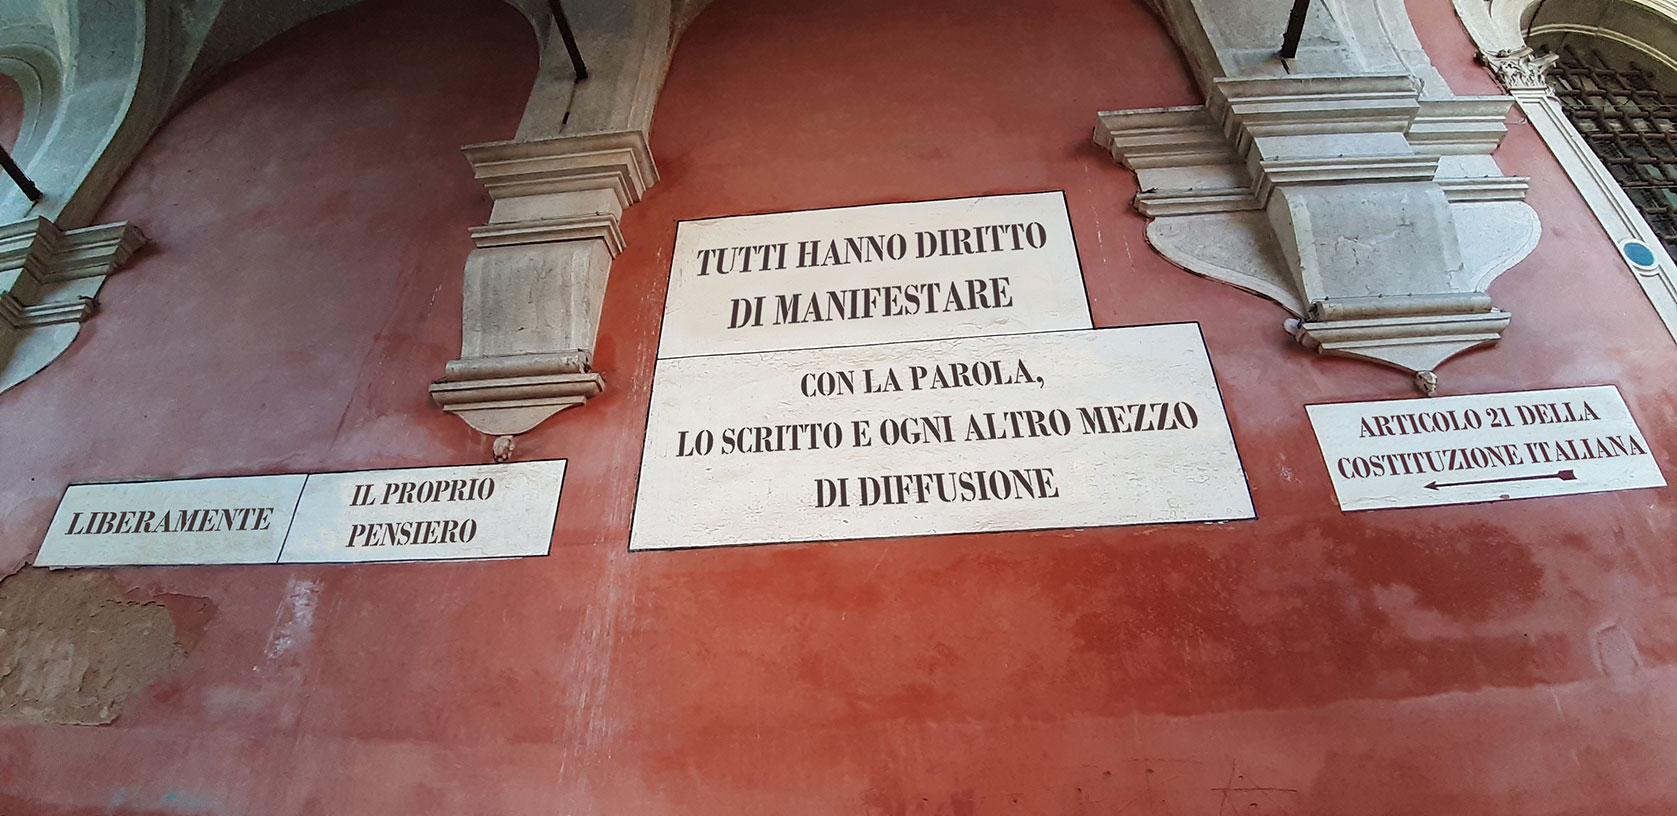 TUTTI HANNO DIRITTO
DI MANIFESTARE
LIBERAMENTE
IL PROPRIO
PENSIERO
CON LA PAROLA,
LO SCRITTO E OGNI ALTRO MEZZO
DI DIFFUSIONE
ARTICOLO 21 DELLA
COSTITUZIONE ITALIANA